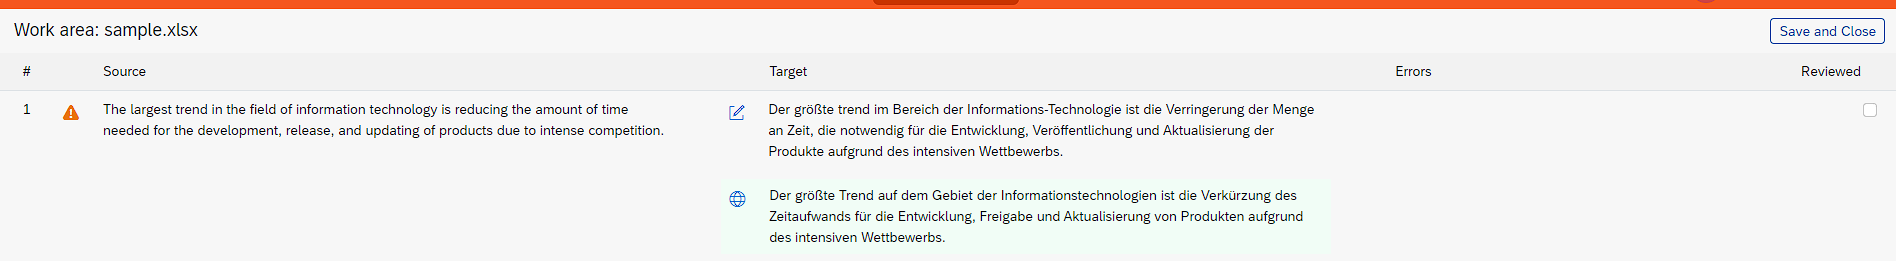 Work area: sample.xlsx
Save and Close
# Source Target Errors Reviewed
1
The largest trend in the field of information technology is reducing the amount of time
needed for the development, release, and updating of products due to intense competition.
Der größte trend im Bereich der Informations-Technologie ist die Verringerung der Menge
an Zeit, die notwendig für die Entwicklung, Veröffentlichung und Aktualisierung der
Produkte aufgrund des intensiven Wettbewerbs.
Der größte Trend auf dem Gebiet der Informationstechnologien ist die Verkürzung des
Zeitaufwands für die Entwicklung, Freigabe und Aktualisierung von Produkten aufgrund
des intensiven Wettbewerbs.